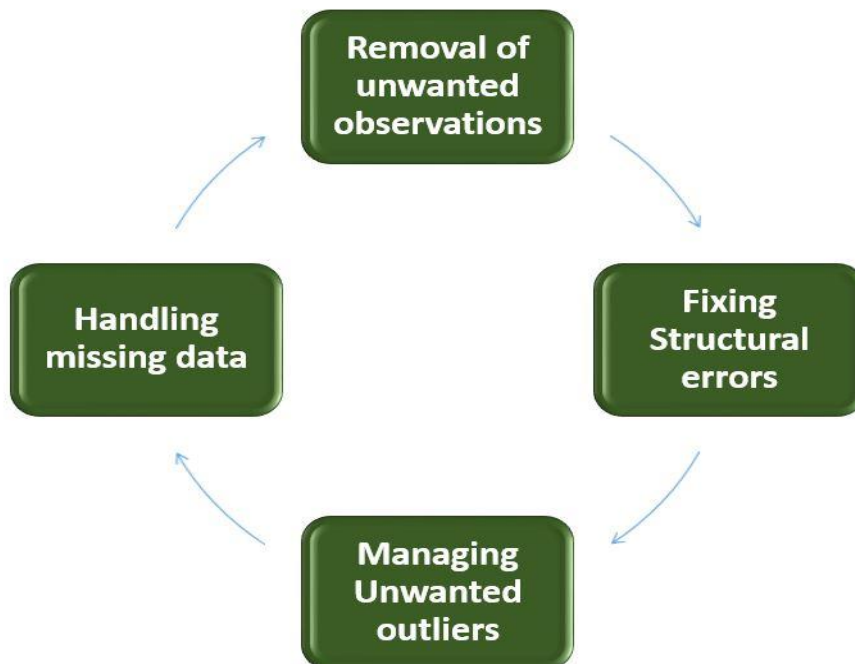 Removal of
unwanted
observations
Fixing
Structural
errors
Managing
Unwanted
outliers
Handling
missing data